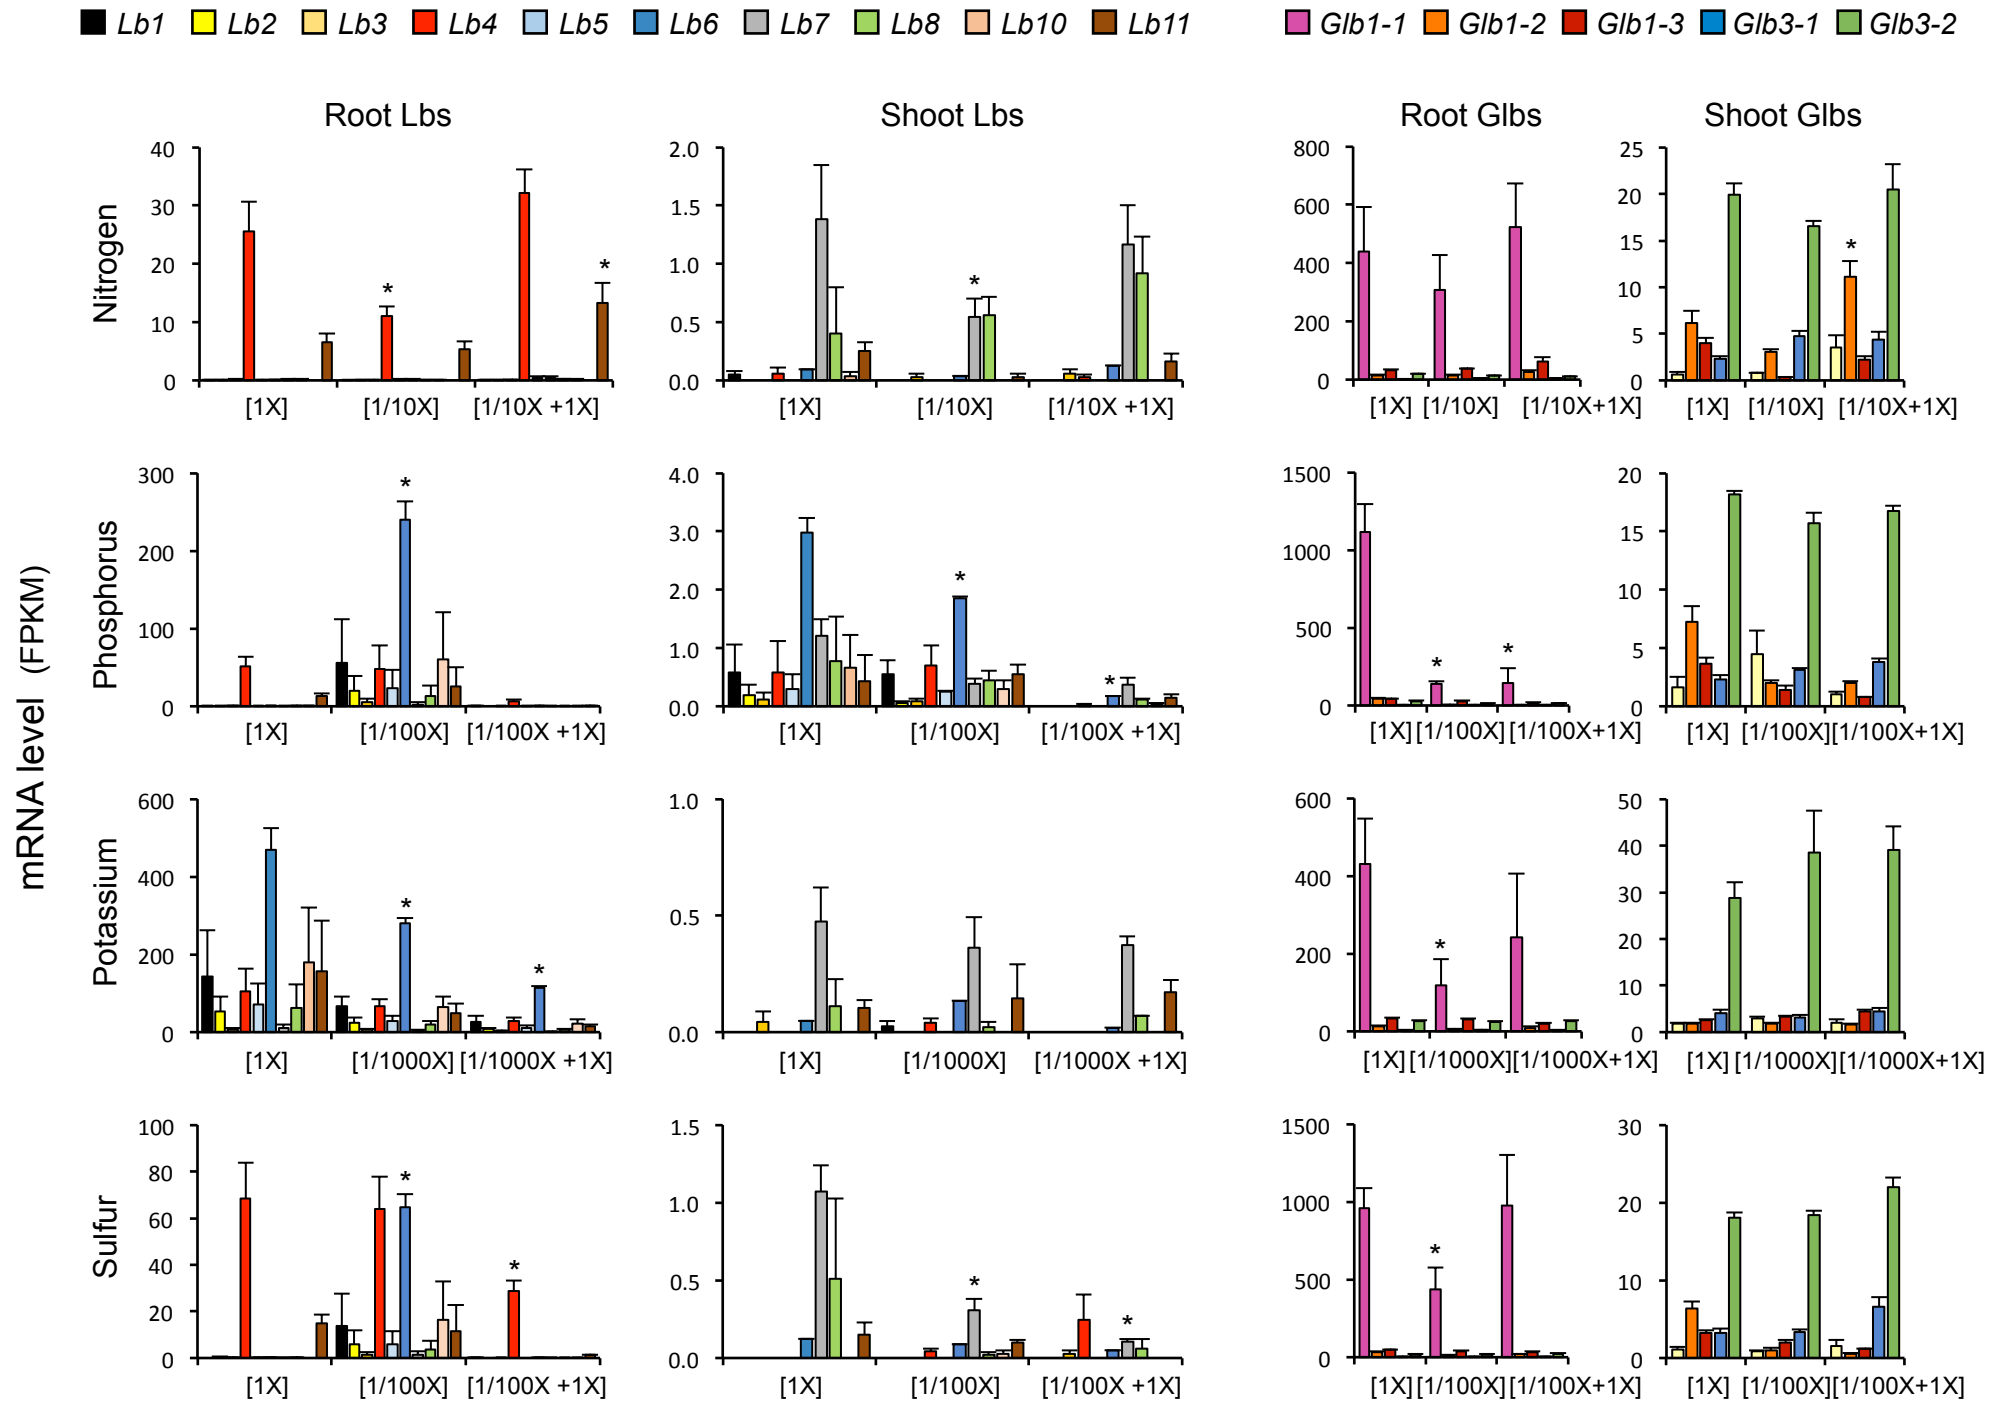 Lb1 Lb2 Lb3 Lb4 Lb5 Lb6 Lb7 Lb8 Lb10 Lb11 Glb1-1 Glb1-2 Glb1-3 Glb3-1 Glb3-2
Root Lbs Shoot Lbs Root Glbs Shoot Glbs
mRNA level (FPKM)
Nitrogen
40 30 20 10 0
* *
[1X] [1/10X] [1/10X +1X]
2.0 1.5 1.0 0.5 0.0
*
[1X] [1/10X] [1/10X +1X]
800 600 400 200 0
[1X] [1/10X] [1/10X+1X]
25 20 15 10 5 0
*
[1X] [1/10X] [1/10X+1X]
Phosphorus
300 200 100 0
*
[1X] [1/100X] [1/100X +1X]
4.0 3.0 2.0 1.0 0.0
* *
[1X] [1/100X] [1/100X +1X]
1500 1000 500 0
* *
[1X] [1/100X] [1/100X+1X]
20 15 10 5 0
[1X] [1/100X] [1/100X+1X]
Potassium
600 400 200 0
* *
[1X] [1/1000X] [1/1000X +1X]
1.0 0.5 0.0
[1X] [1/1000X] [1/1000X +1X]
600 400 200 0
*
[1X] [1/1000X] [1/1000X+1X]
50 40 30 20 10 0
[1X] [1/1000X] [1/1000X+1X]
Sulfur
100 80 60 40 20 0
* *
[1X] [1/100X] [1/100X +1X]
1.5 1.0 0.5 0.0
* *
[1X] [1/100X] [1/100X +1X]
1500 1000 500 0
*
[1X] [1/100X] [1/100X+1X]
30 20 10 0
[1X] [1/100X] [1/100X+1X]